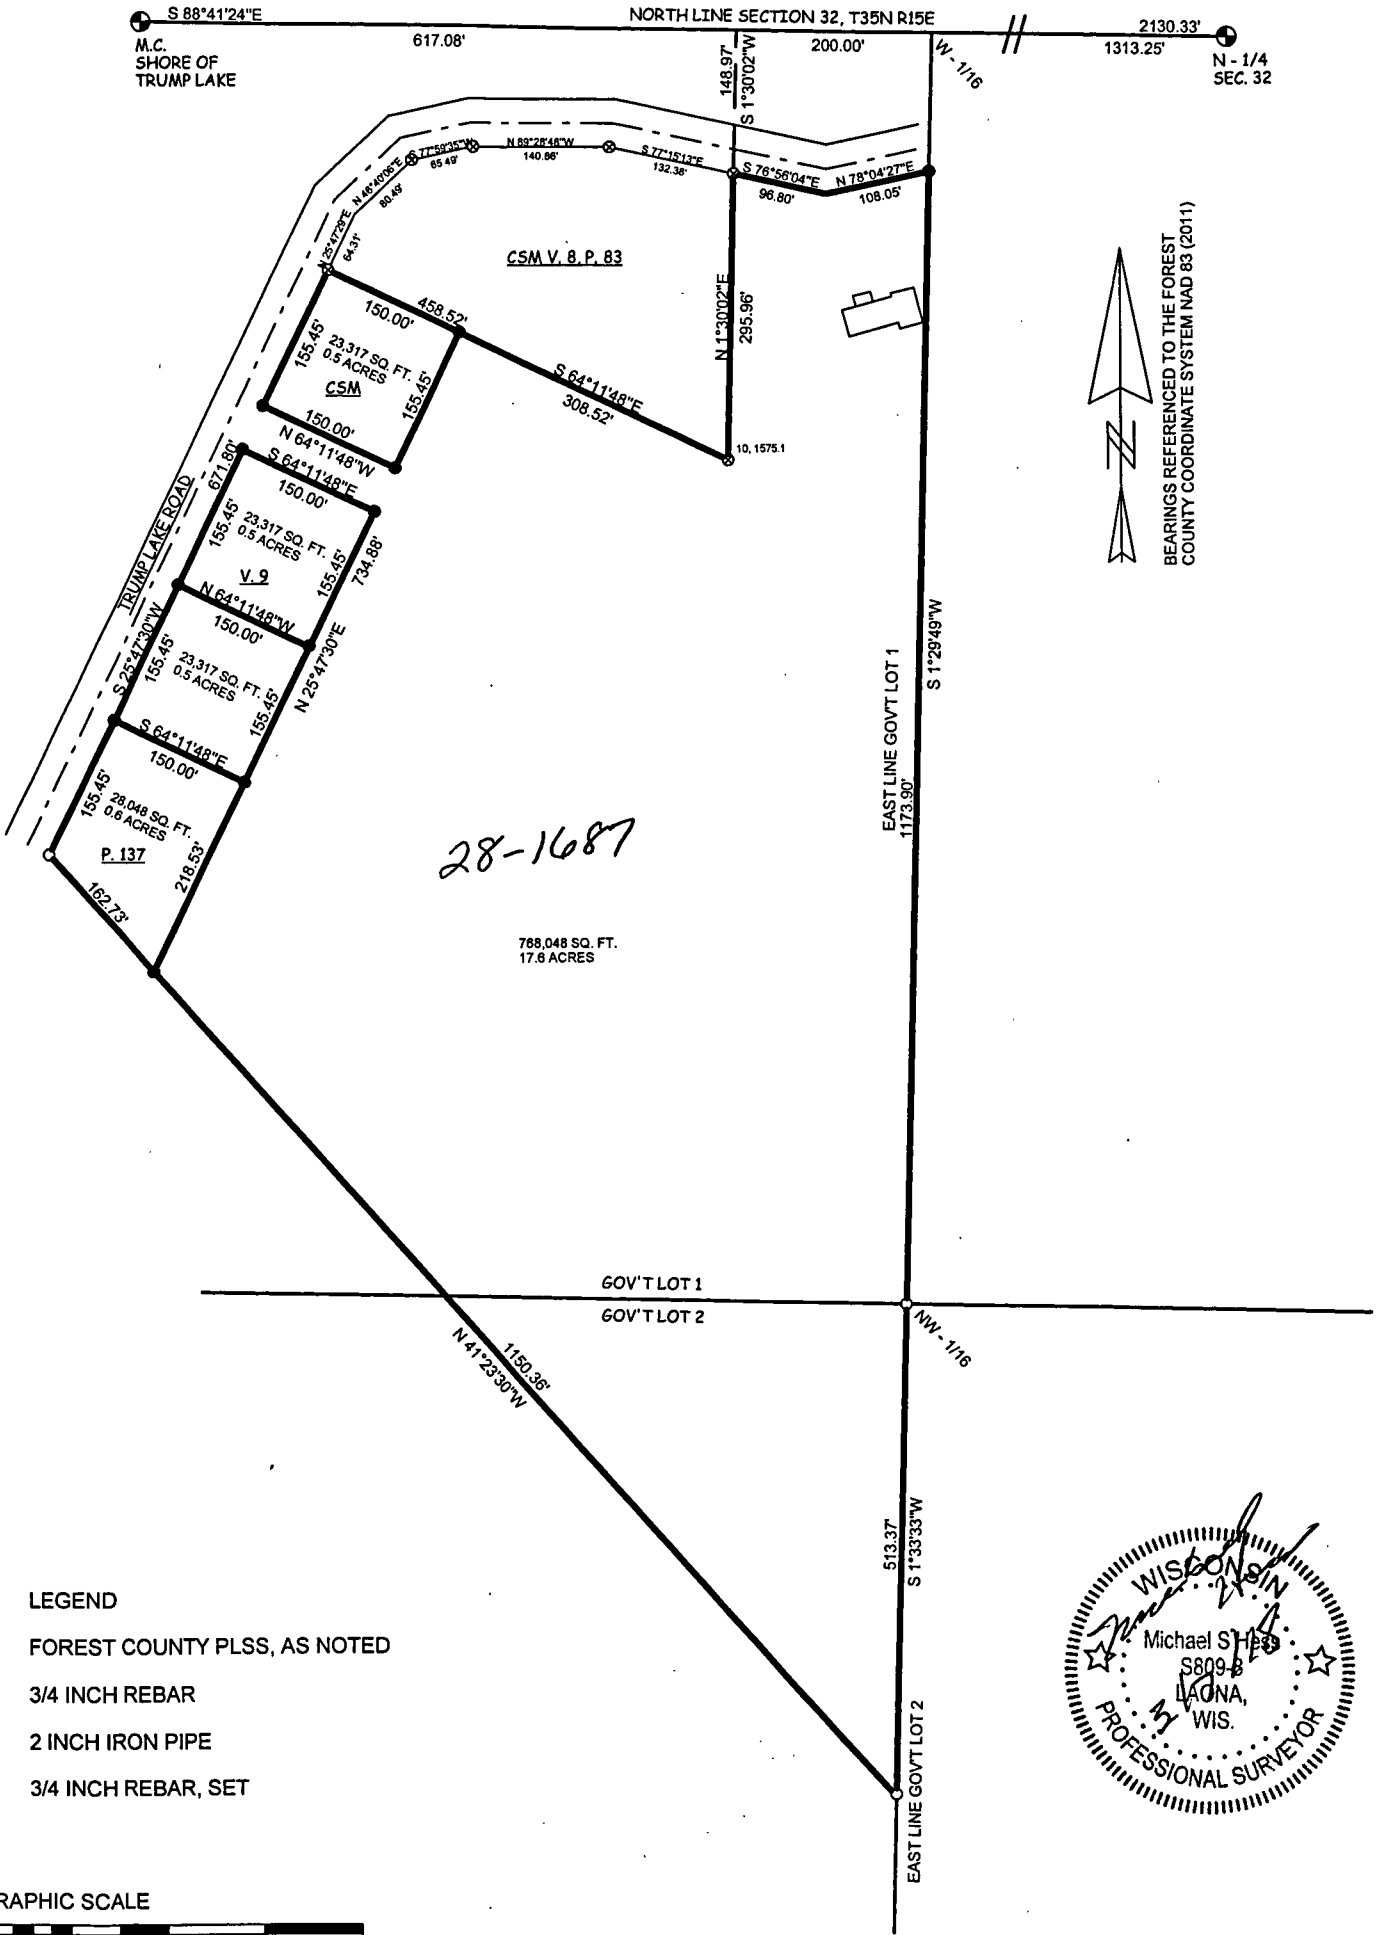 S 88°41'24"E
NORTH LINE SECTION 32, T35N R15E
2130.33'
M.C.
SHORE OF
TRUMP LAKE
617.08'
200.00'
1313.25'
N - 1/4
SEC. 32
W - 1/16
148.97'
S 1°30'02"W
N 25°47'29"E
64.31'
N 46°40'06"E
80.49'
S 77°59'35"W
65.49'
N 89°28'48"W
140.86'
S 77°15'13"E
132.38'
S 76°56'04"E
96.80'
N 78°04'27"E
108.05'
CSM V. 8, P. 83
N 1°30'02"E
295.96'
458.52'
150.00'
155.45'
23,317 SQ. FT.
0.5 ACRES
CSM
155.45'
150.00'
N 64°11'48"W
S 64°11'48"E
308.52'
10, 1575.1
BEARINGS REFERENCED TO THE FOREST
COUNTY COORDINATE SYSTEM NAD 83 (2011)
671.80'
S 64°11'48"E
150.00'
155.45'
23,317 SQ. FT.
0.5 ACRES
V. 9
155.45'
734.88'
TRUMP LAKE ROAD
N 64°11'48"W
150.00'
S 25°47'30"W
155.45'
23,317 SQ. FT.
0.5 ACRES
155.45'
N 25°47'30"E
S 64°11'48"E
150.00'
155.45'
28,048 SQ. FT.
0.6 ACRES
P. 137
218.53'
162.73'
EAST LINE GOV'T LOT 1
1173.90'
S 1°29'49"W
28-1687
768,048 SQ. FT.
17.6 ACRES
GOV'T LOT 1
GOV'T LOT 2
NW - 1/16
1150.36'
N 41°23'30"W
513.37'
S 1°33'33"W
EAST LINE GOV'T LOT 2
LEGEND
FOREST COUNTY PLSS, AS NOTED
3/4 INCH REBAR
2 INCH IRON PIPE
3/4 INCH REBAR, SET
RAPHIC SCALE
WISCONSIN
Michael S Hess
S809-8
LAONA,
WIS.
PROFESSIONAL SURVEYOR
N